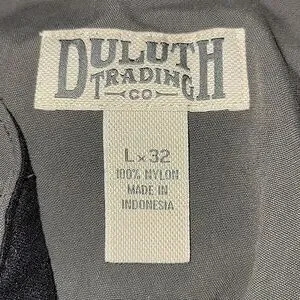 DULUTH
TRADING
CO
L x 32
100% NYLON
MADE IN
INDONESIA